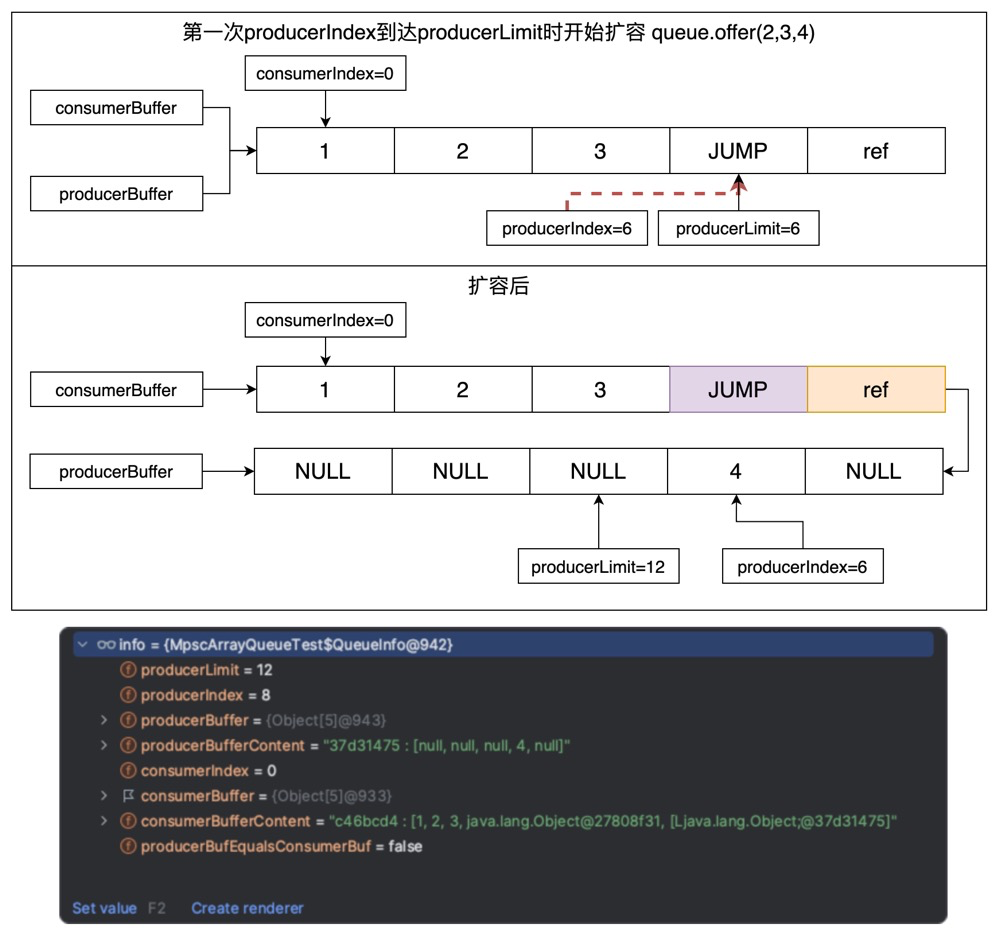 第一次producerIndex到达producerLimit时开始扩容 queue.offer(2,3,4)
consumerIndex=0
consumerBuffer
1 2 3 JUMP ref
producerBuffer
producerIndex=6 producerLimit=6
扩容后
consumerIndex=0
consumerBuffer 1 2 3 JUMP ref
producerBuffer NULL NULL NULL 4 NULL
producerLimit=12 producerIndex=6
info = {MpscArrayQueueTest$QueueInfo@942}
producerLimit = 12
producerIndex = 8
producerBuffer = {Object[5]@943}
producerBufferContent = "37d31475 : [null, null, null, 4, null]"
consumerIndex = 0
consumerBuffer = {Object[5]@933}
consumerBufferContent = "c46bcd4 : [1, 2, 3, java.lang.Object@27808f31, [Ljava.lang.Object;@37d31475]"
producerBufEqualsConsumerBuf = false
Set value F2 Create renderer